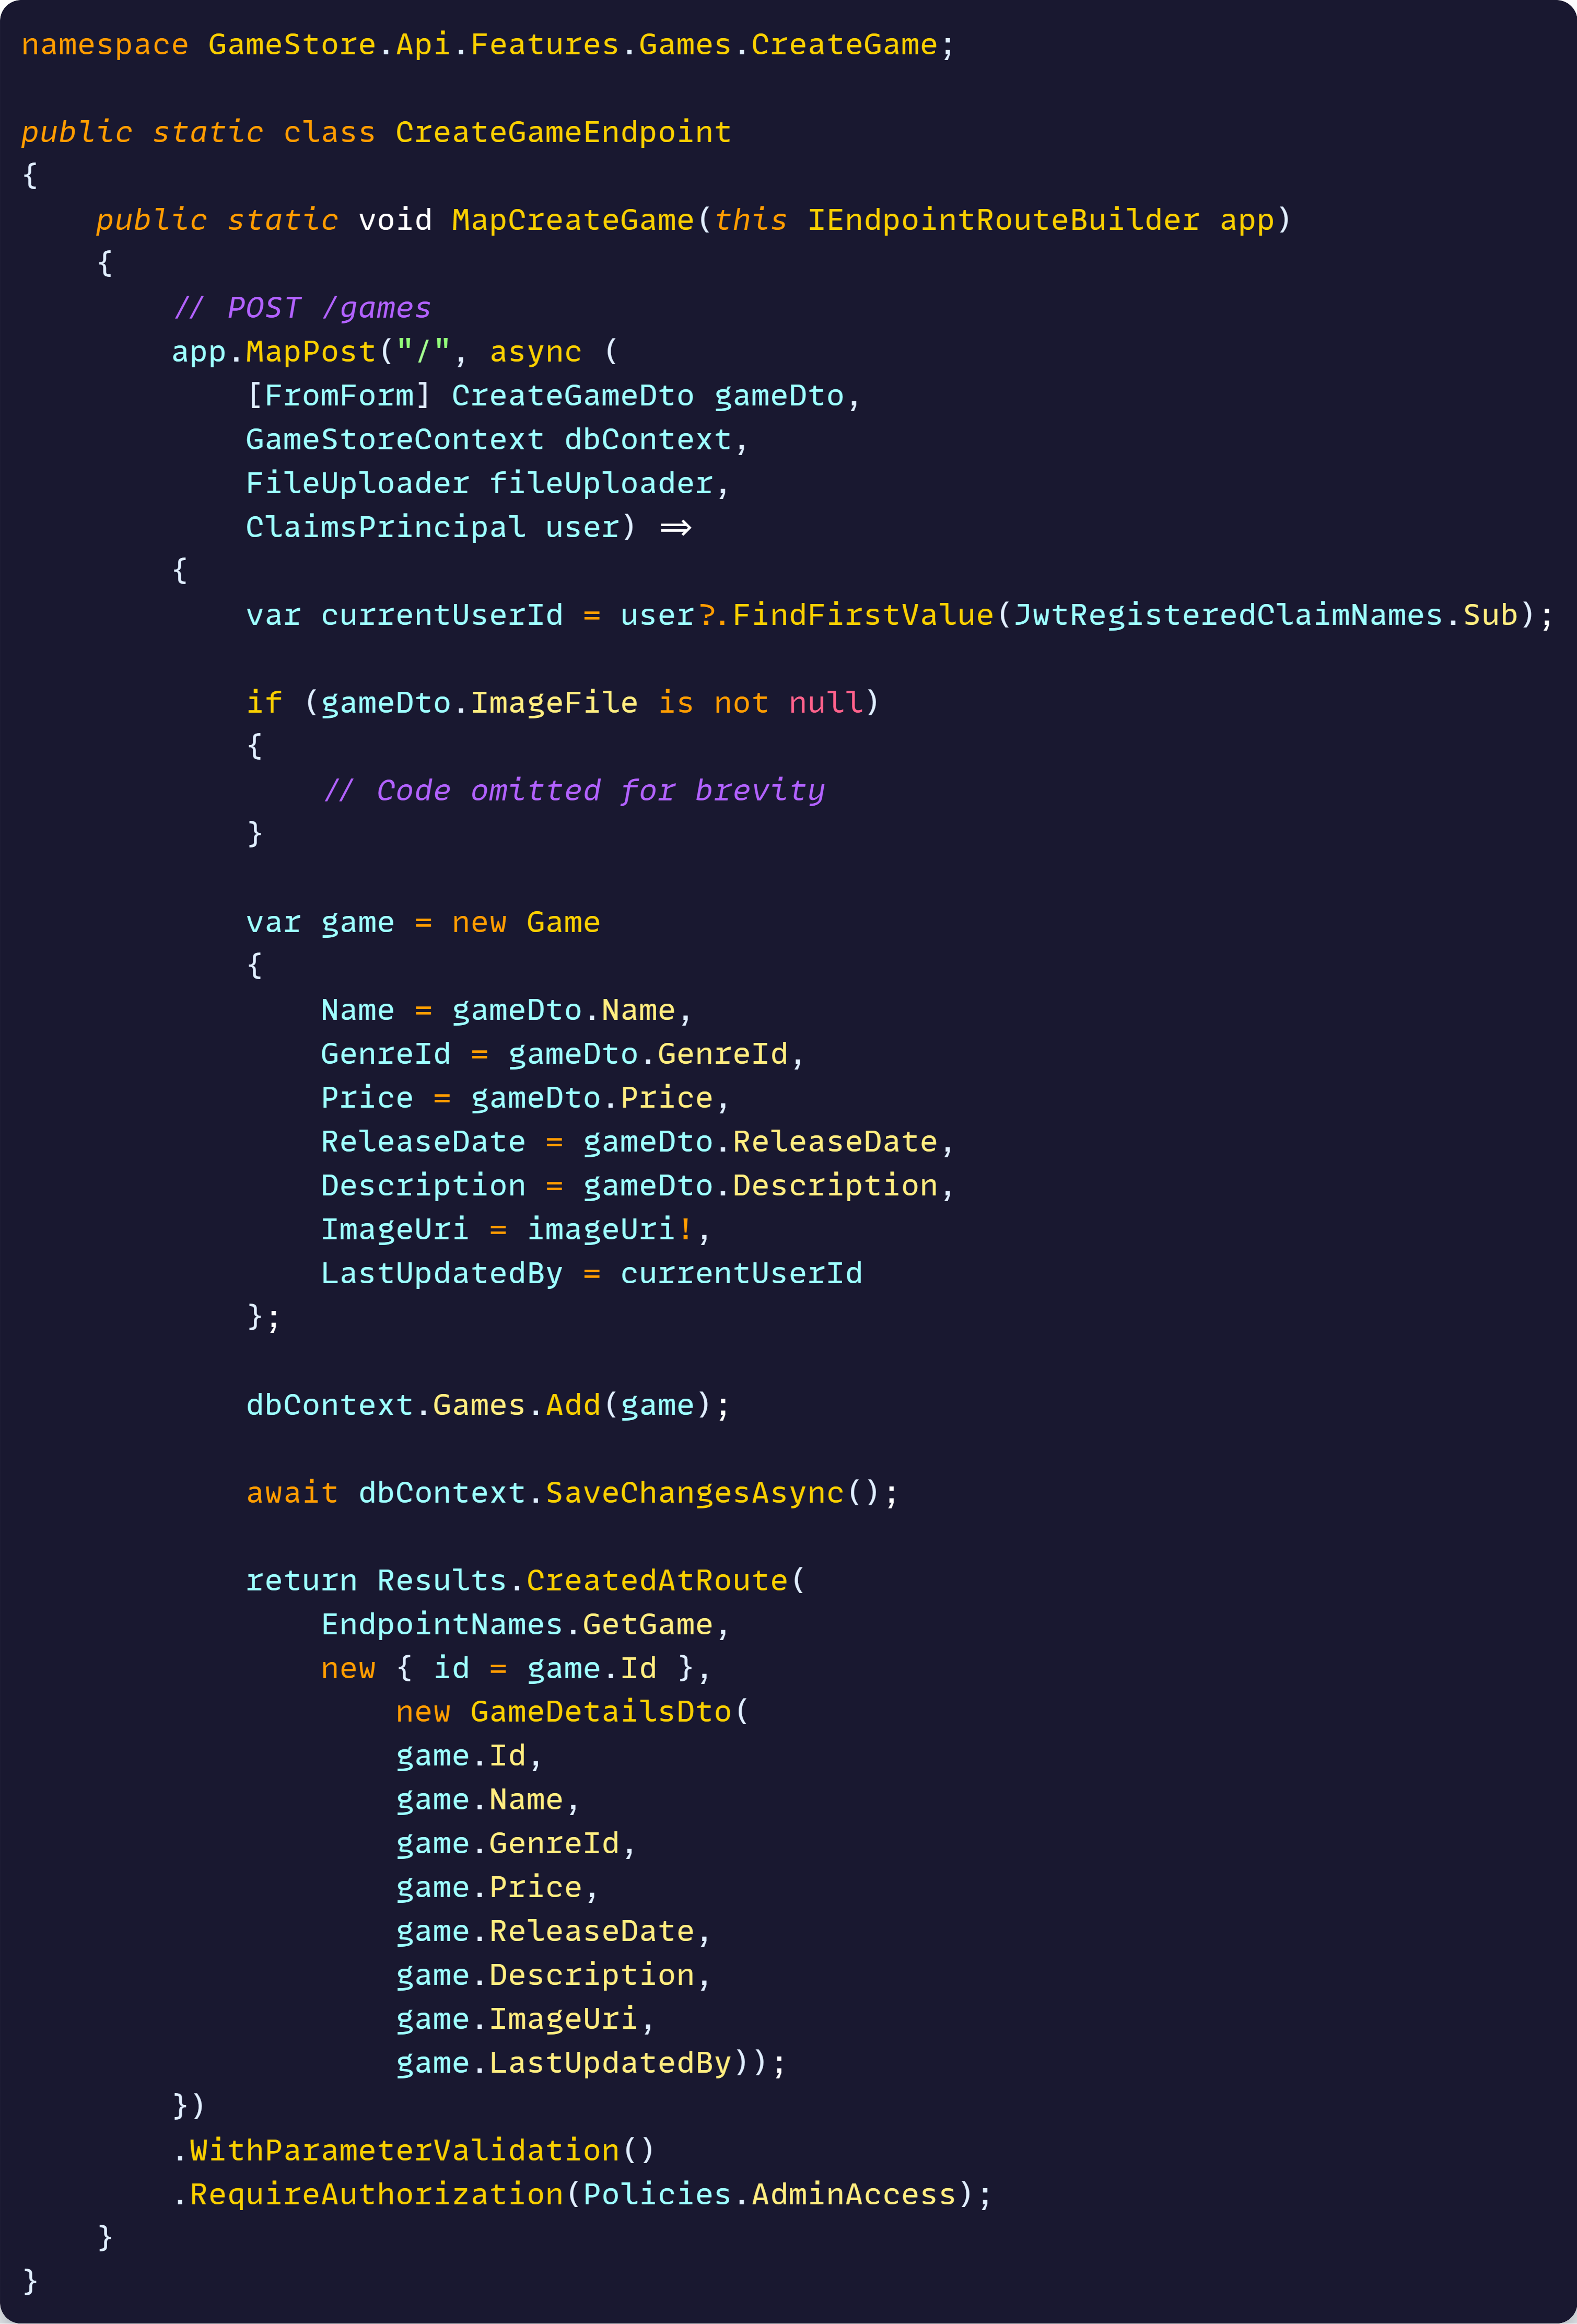 namespace GameStore.Api.Features.Games.CreateGame;

public static class CreateGameEndpoint
{
    public static void MapCreateGame(this IEndpointRouteBuilder app)
    {
        // POST /games
        app.MapPost("/", async (
            [FromForm] CreateGameDto gameDto,
            GameStoreContext dbContext,
            FileUploader fileUploader,
            ClaimsPrincipal user) =>
        {
            var currentUserId = user?.FindFirstValue(JwtRegisteredClaimNames.Sub);

            if (gameDto.ImageFile is not null)
            {
                // Code omitted for brevity
            }

            var game = new Game
            {
                Name = gameDto.Name,
                GenreId = gameDto.GenreId,
                Price = gameDto.Price,
                ReleaseDate = gameDto.ReleaseDate,
                Description = gameDto.Description,
                ImageUri = imageUri!,
                LastUpdatedBy = currentUserId
            };

            dbContext.Games.Add(game);

            await dbContext.SaveChangesAsync();

            return Results.CreatedAtRoute(
                EndpointNames.GetGame,
                new { id = game.Id },
                    new GameDetailsDto(
                    game.Id,
                    game.Name,
                    game.GenreId,
                    game.Price,
                    game.ReleaseDate,
                    game.Description,
                    game.ImageUri,
                    game.LastUpdatedBy));
        })
        .WithParameterValidation()
        .RequireAuthorization(Policies.AdminAccess);
    }
}